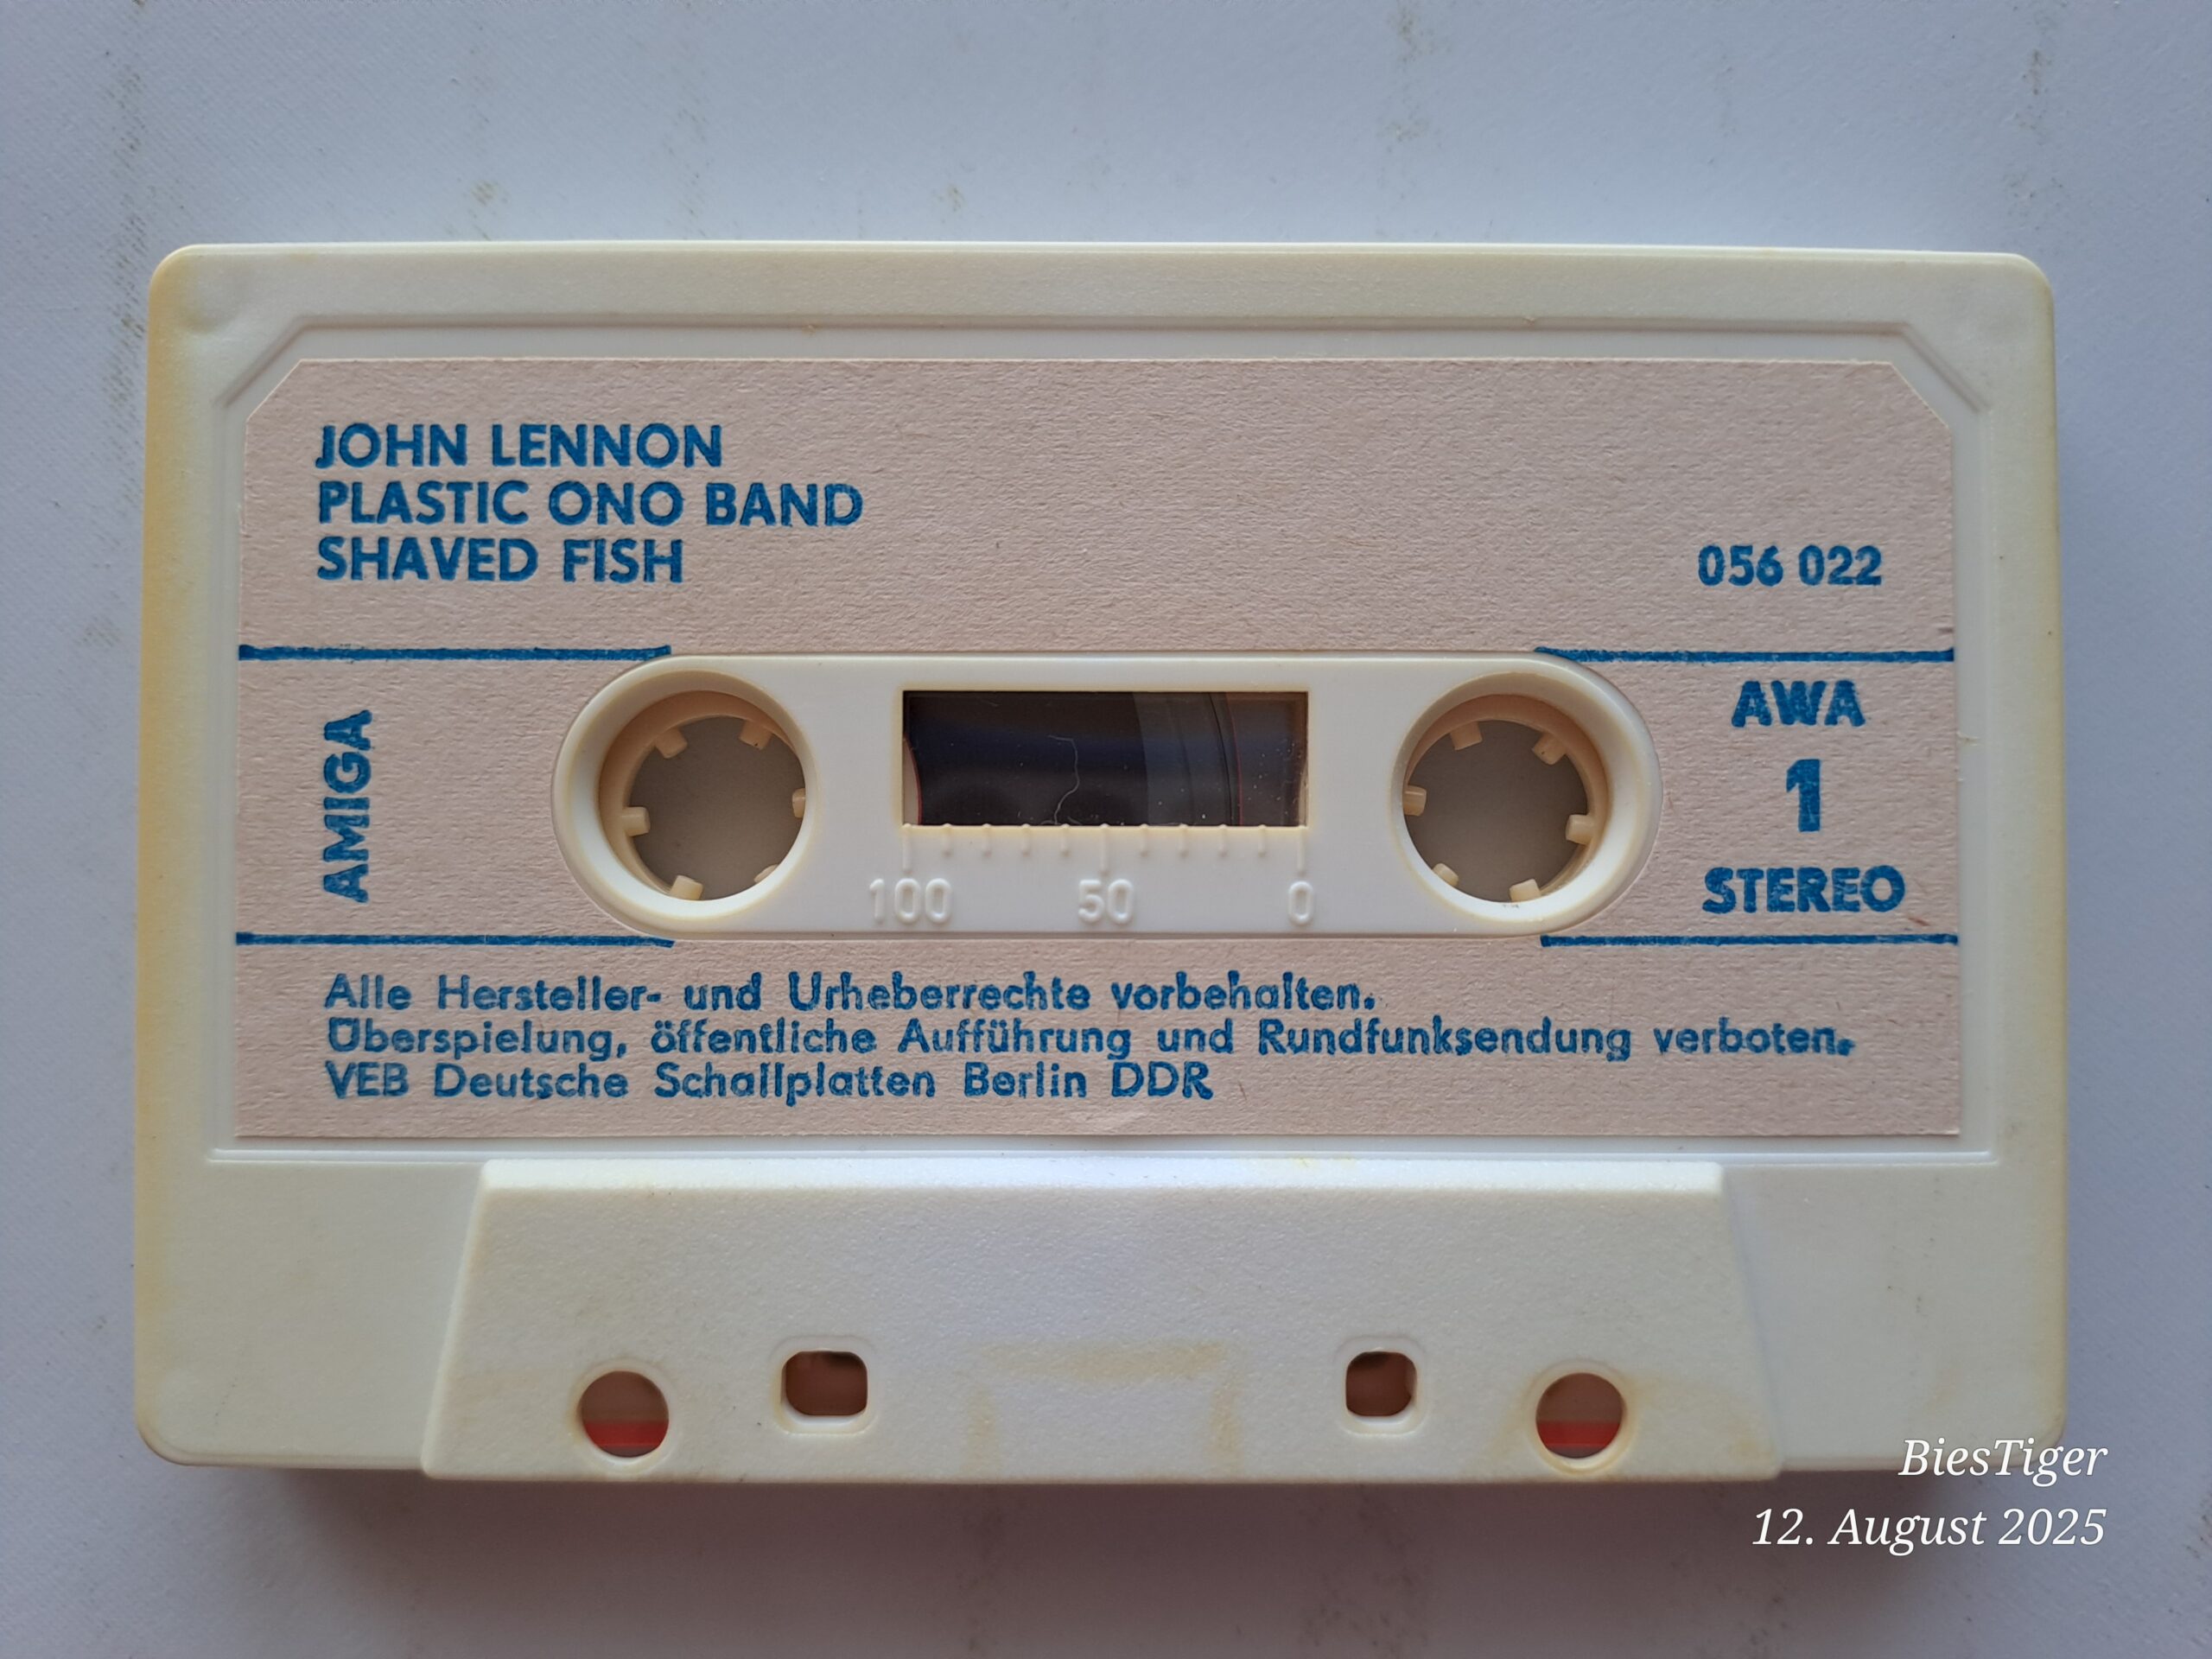 JOHN LENNON
PLASTIC ONO BAND
SHAVED FISH
056 022
AMIGA
AWA
1
STEREO
100 50 0
Alle Hersteller- und Urheberrechte vorbehalten.
Überspielung, öffentliche Aufführung und Rundfunksendung verboten.
VEB Deutsche Schallplatten Berlin DDR
BiesTiger
12. August 2025